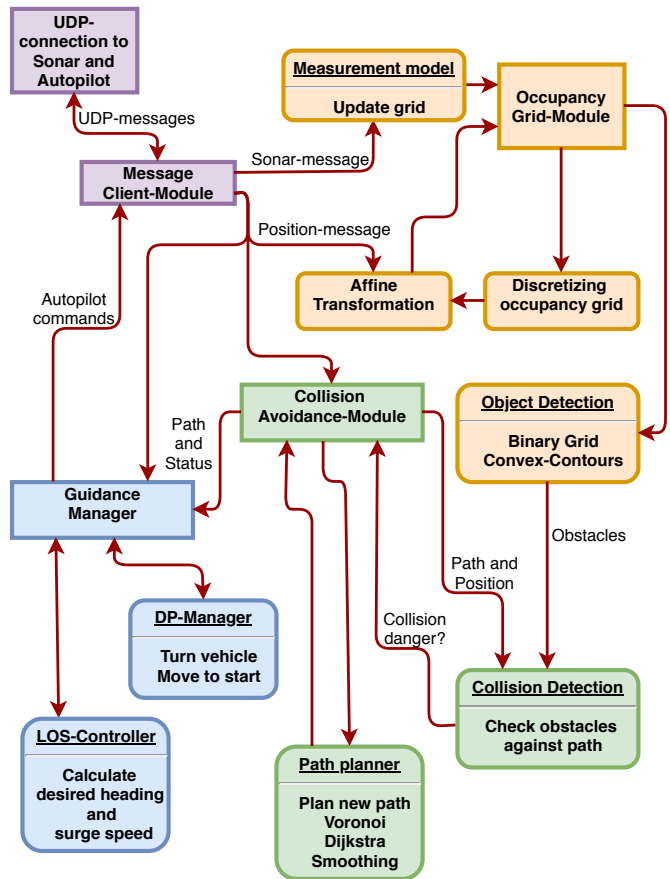 UDP-
connection to
Sonar and
Autopilot
UDP-messages
Message
Client-Module
Sonar-message
Measurement model
Update grid
Occupancy
Grid-Module
Position-message
Affine
Transformation
Discretizing
occupancy grid
Autopilot
commands
Collision
Avoidance-Module
Path
and
Status
Object Detection
Binary Grid
Convex-Contours
Guidance
Manager
Obstacles
Path and
Position
Collision
danger?
DP-Manager
Turn vehicle
Move to start
Collision Detection
Check obstacles
against path
LOS-Controller
Calculate
desired heading
and
surge speed
Path planner
Plan new path
Voronoi
Dijkstra
Smoothing